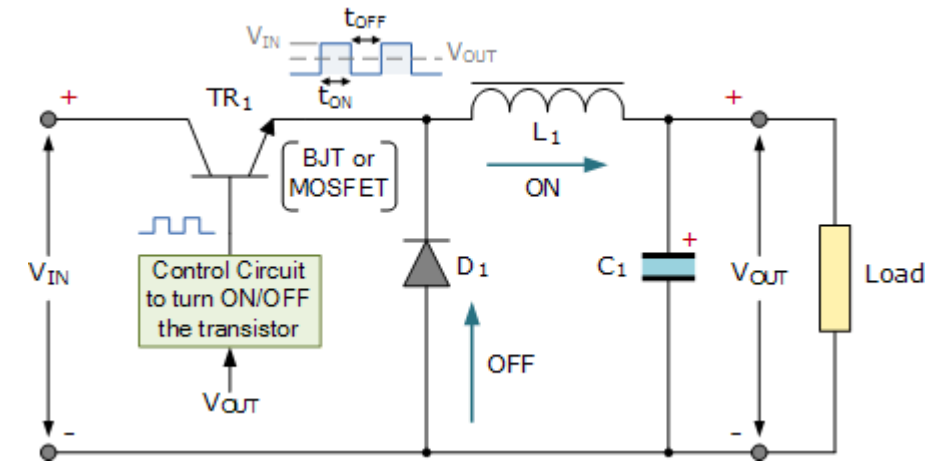 tOFF
VIN
VOUT
tON
+
TR1
L1
+
BJT or
MOSFET
ON
VIN
Control Circuit
to turn ON/OFF
the transistor
D1
C1
+
VOUT
Load
OFF
VOUT
-
-